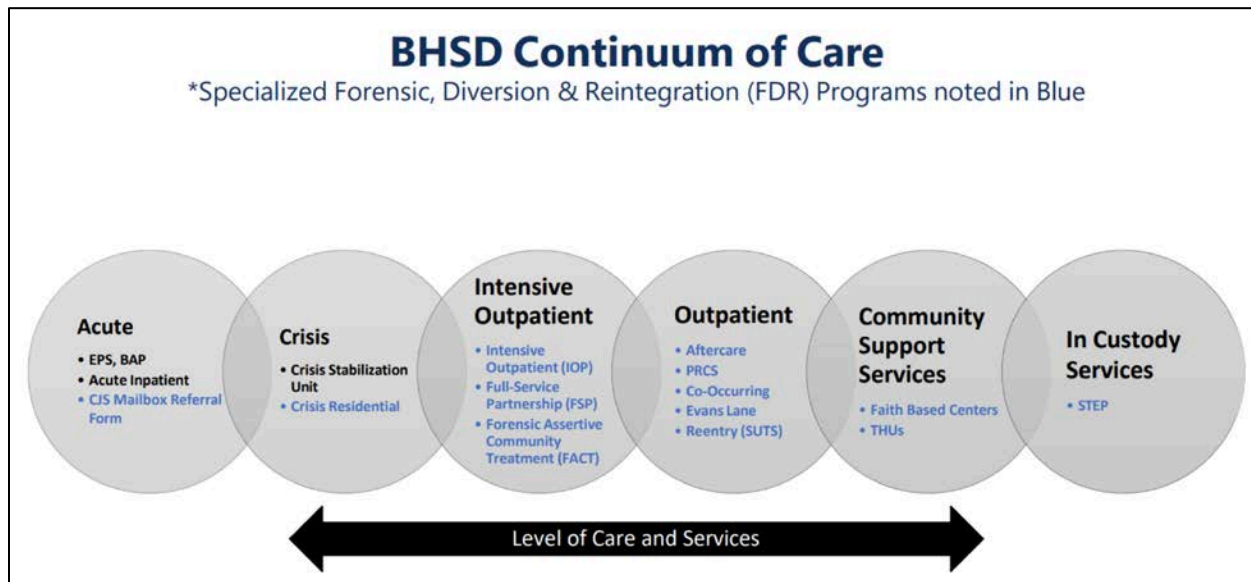 BHSD Continuum of Care
*Specialized Forensic, Diversion & Reintegration (FDR) Programs noted in Blue
Acute
• EPS, BAP
• Acute Inpatient
• CJS Mailbox Referral
Form
Crisis
• Crisis Stabilization
Unit
• Crisis Residential
Intensive
Outpatient
• Intensive
Outpatient (IOP)
• Full-Service
Partnership (FSP)
• Forensic Assertive
Community
Treatment (FACT)
Outpatient
• Aftercare
• PRCS
• Co-Occurring
• Evans Lane
• Reentry (SUTS)
Community
Support
Services
• Faith Based Centers
• THUs
In Custody
Services
• STEP
Level of Care and Services